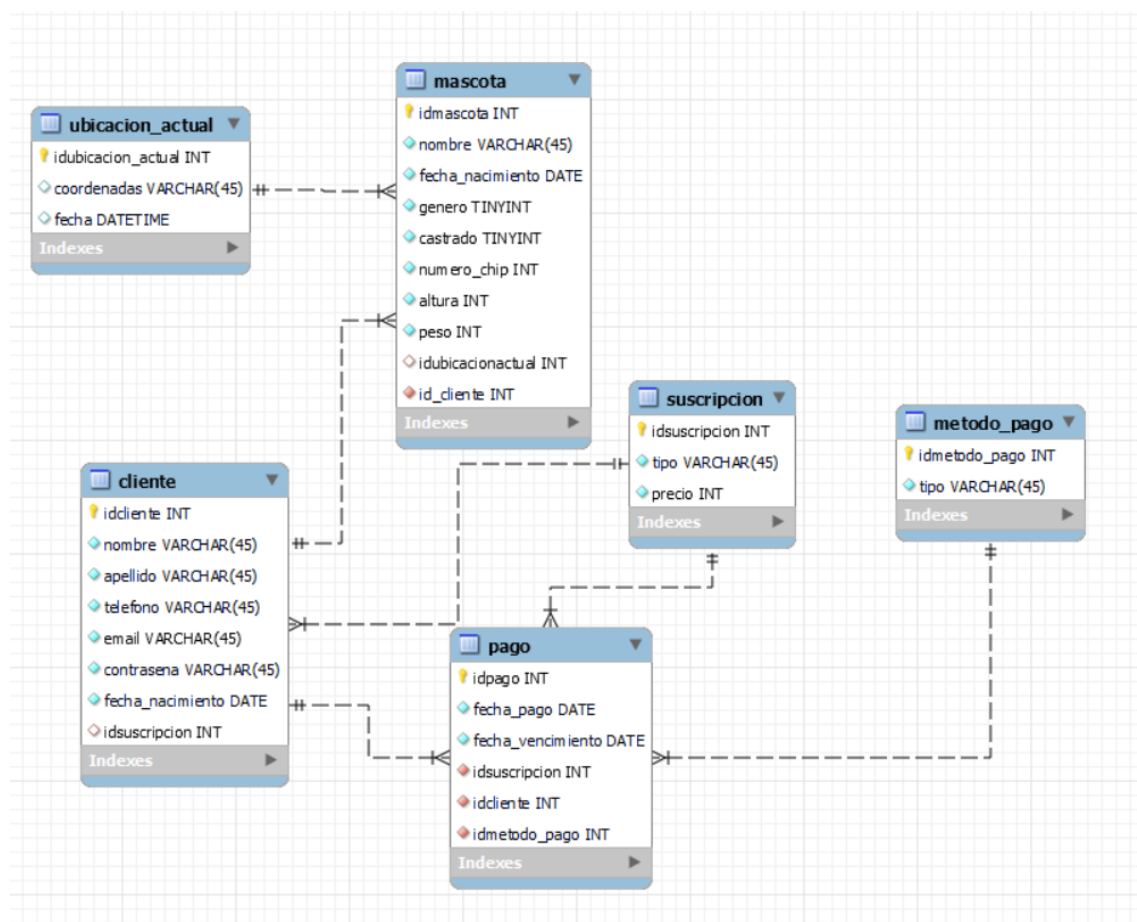 mascota
idmascota INT
nombre VARCHAR(45)
fecha_nacimiento DATE
genero TINYINT
castrado TINYINT
numero_chip INT
altura INT
peso INT
idubicacionactual INT
id_cliente INT
Indexes
ubicacion_actual
idubicacion_actual INT
coordenadas VARCHAR(45)
fecha DATETIME
Indexes
suscripcion
idsuscripcion INT
tipo VARCHAR(45)
precio INT
Indexes
metodo_pago
idmetodo_pago INT
tipo VARCHAR(45)
Indexes
cliente
idcliente INT
nombre VARCHAR(45)
apellido VARCHAR(45)
telefono VARCHAR(45)
email VARCHAR(45)
contrasena VARCHAR(45)
fecha_nacimiento DATE
idsuscripcion INT
Indexes
pago
idpago INT
fecha_pago DATE
fecha_vencimiento DATE
idsuscripcion INT
idcliente INT
idmetodo_pago INT
Indexes